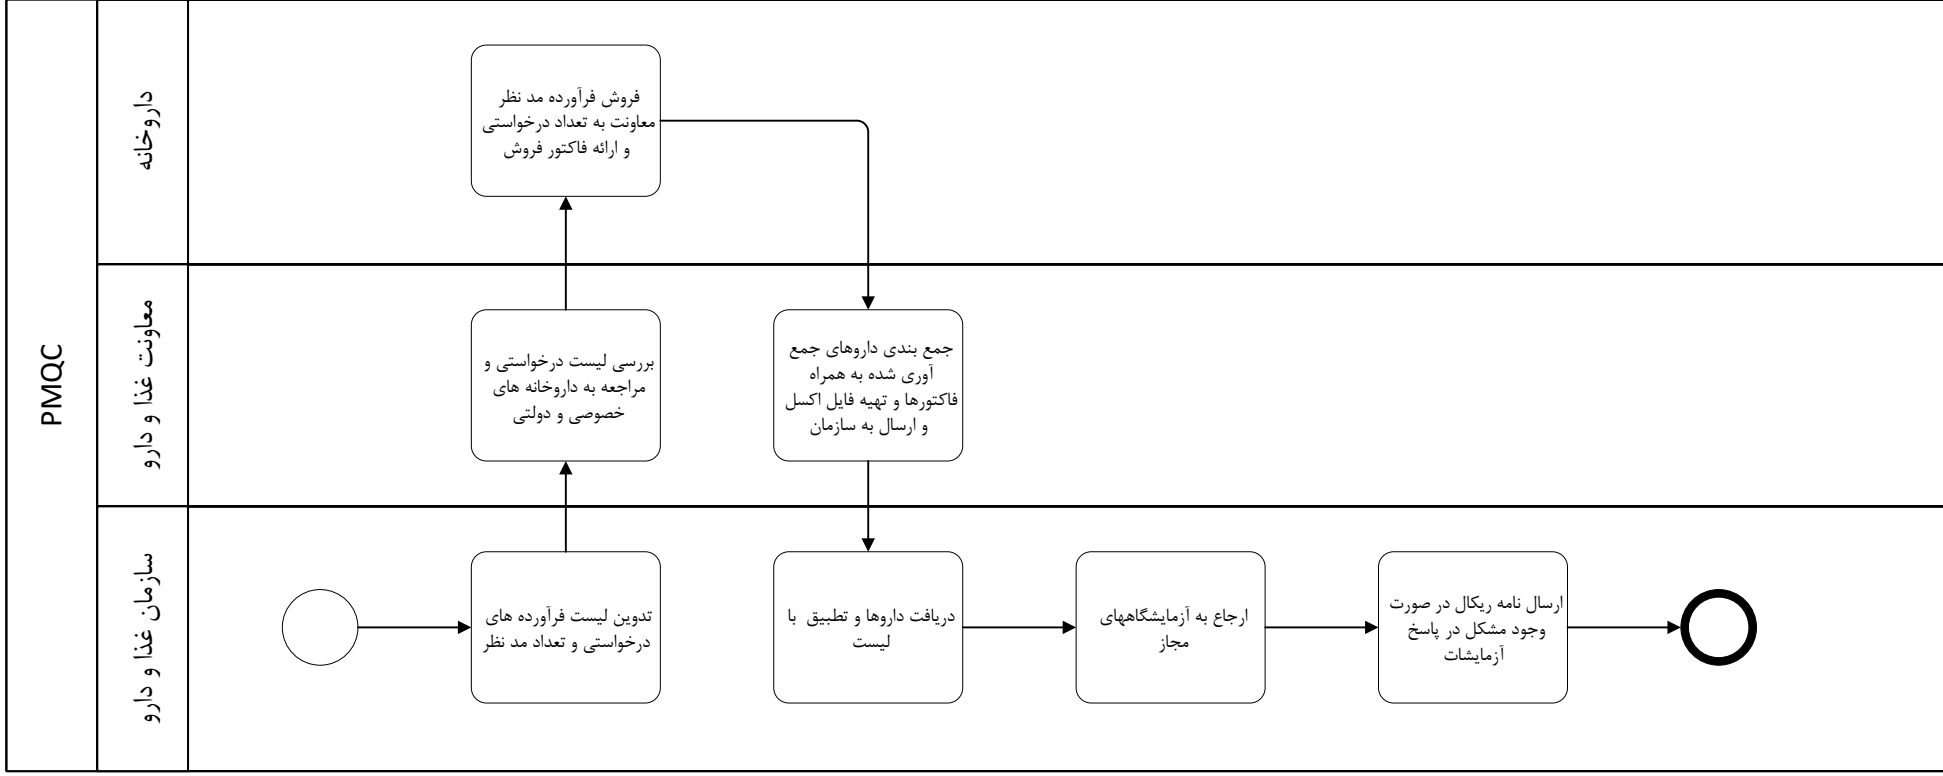 PMQC
داروخانه
فروش فرآورده مد نظر
معاونت به تعداد درخواستی
و ارائه فاکتور فروش
معاونت غذا و دارو
بررسی لیست درخواستی و
مراجعه به داروخانه های
خصوصی و دولتی
جمع بندی داروهای جمع
آوری شده به همراه
فاکتورها و تهیه فایل اکسل
و ارسال به سازمان
سازمان غذا و دارو
تدوین لیست فرآورده های
درخواستی و تعداد مد نظر
دریافت داروها و تطبیق با
لیست
ارجاع به آزمایشگاههای
مجاز
ارسال نامه ریکال در صورت
وجود مشکل در پاسخ
آزمایشات